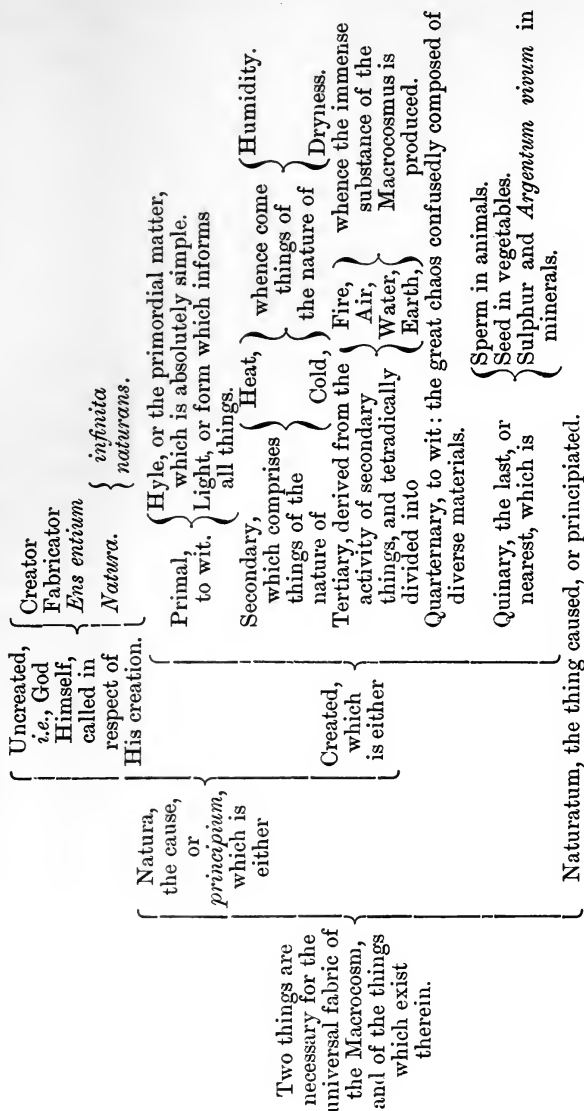 Two things are
necessary for the
universal fabric of
the Macrocosm,
and of the things
which exist
therein.
Natura,
the cause,
or
principium,
which is
either
Uncreated,
i.e., God
Himself,
called in
respect of
His creation.
Creator
Fabricator
Ens entium
Natura.
infinita
naturans.
Created,
which
is either
Primal,
to wit.
Hyle, or the primordial matter,
which is absolutely simple.
Light, or form which informs
all things.
Secondary,
which comprises
things of the
nature of
Heat,
Cold,
whence come
things of
the nature of
Humidity.
Dryness.
Tertiary, derived from the
activity of secondary
things, and tetradically
divided into
Fire,
Air,
Water,
Earth,
whence the immense
substance of the
Macrocosmus is
produced.
Quarternary, to wit: the great chaos confusedly composed of
diverse materials.
Quinary, the last, or
nearest, which is
Sperm in animals.
Seed in vegetables.
Sulphur and Argentum vivum in
minerals.
Naturatum, the thing caused, or principiated.